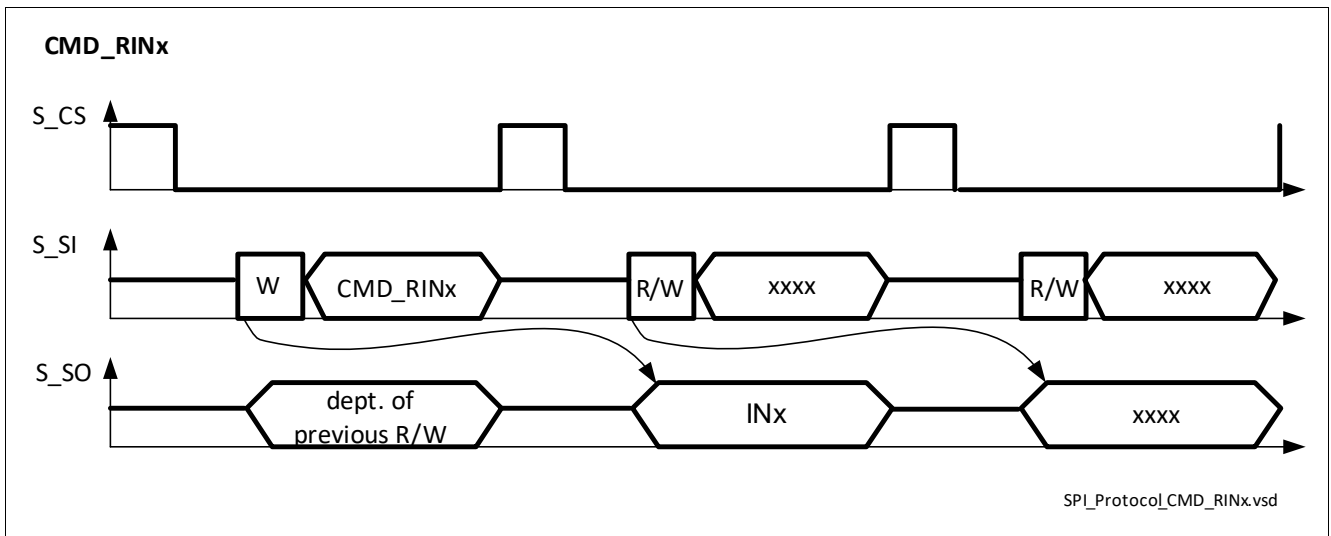 CMD_RINx
S_CS
S_SI
W
CMD_RINx
R/W
xxxx
R/W
xxxx
S_SO
dept. of
previous R/W
INx
xxxx
SPI_Protocol_CMD_RINx.vsd